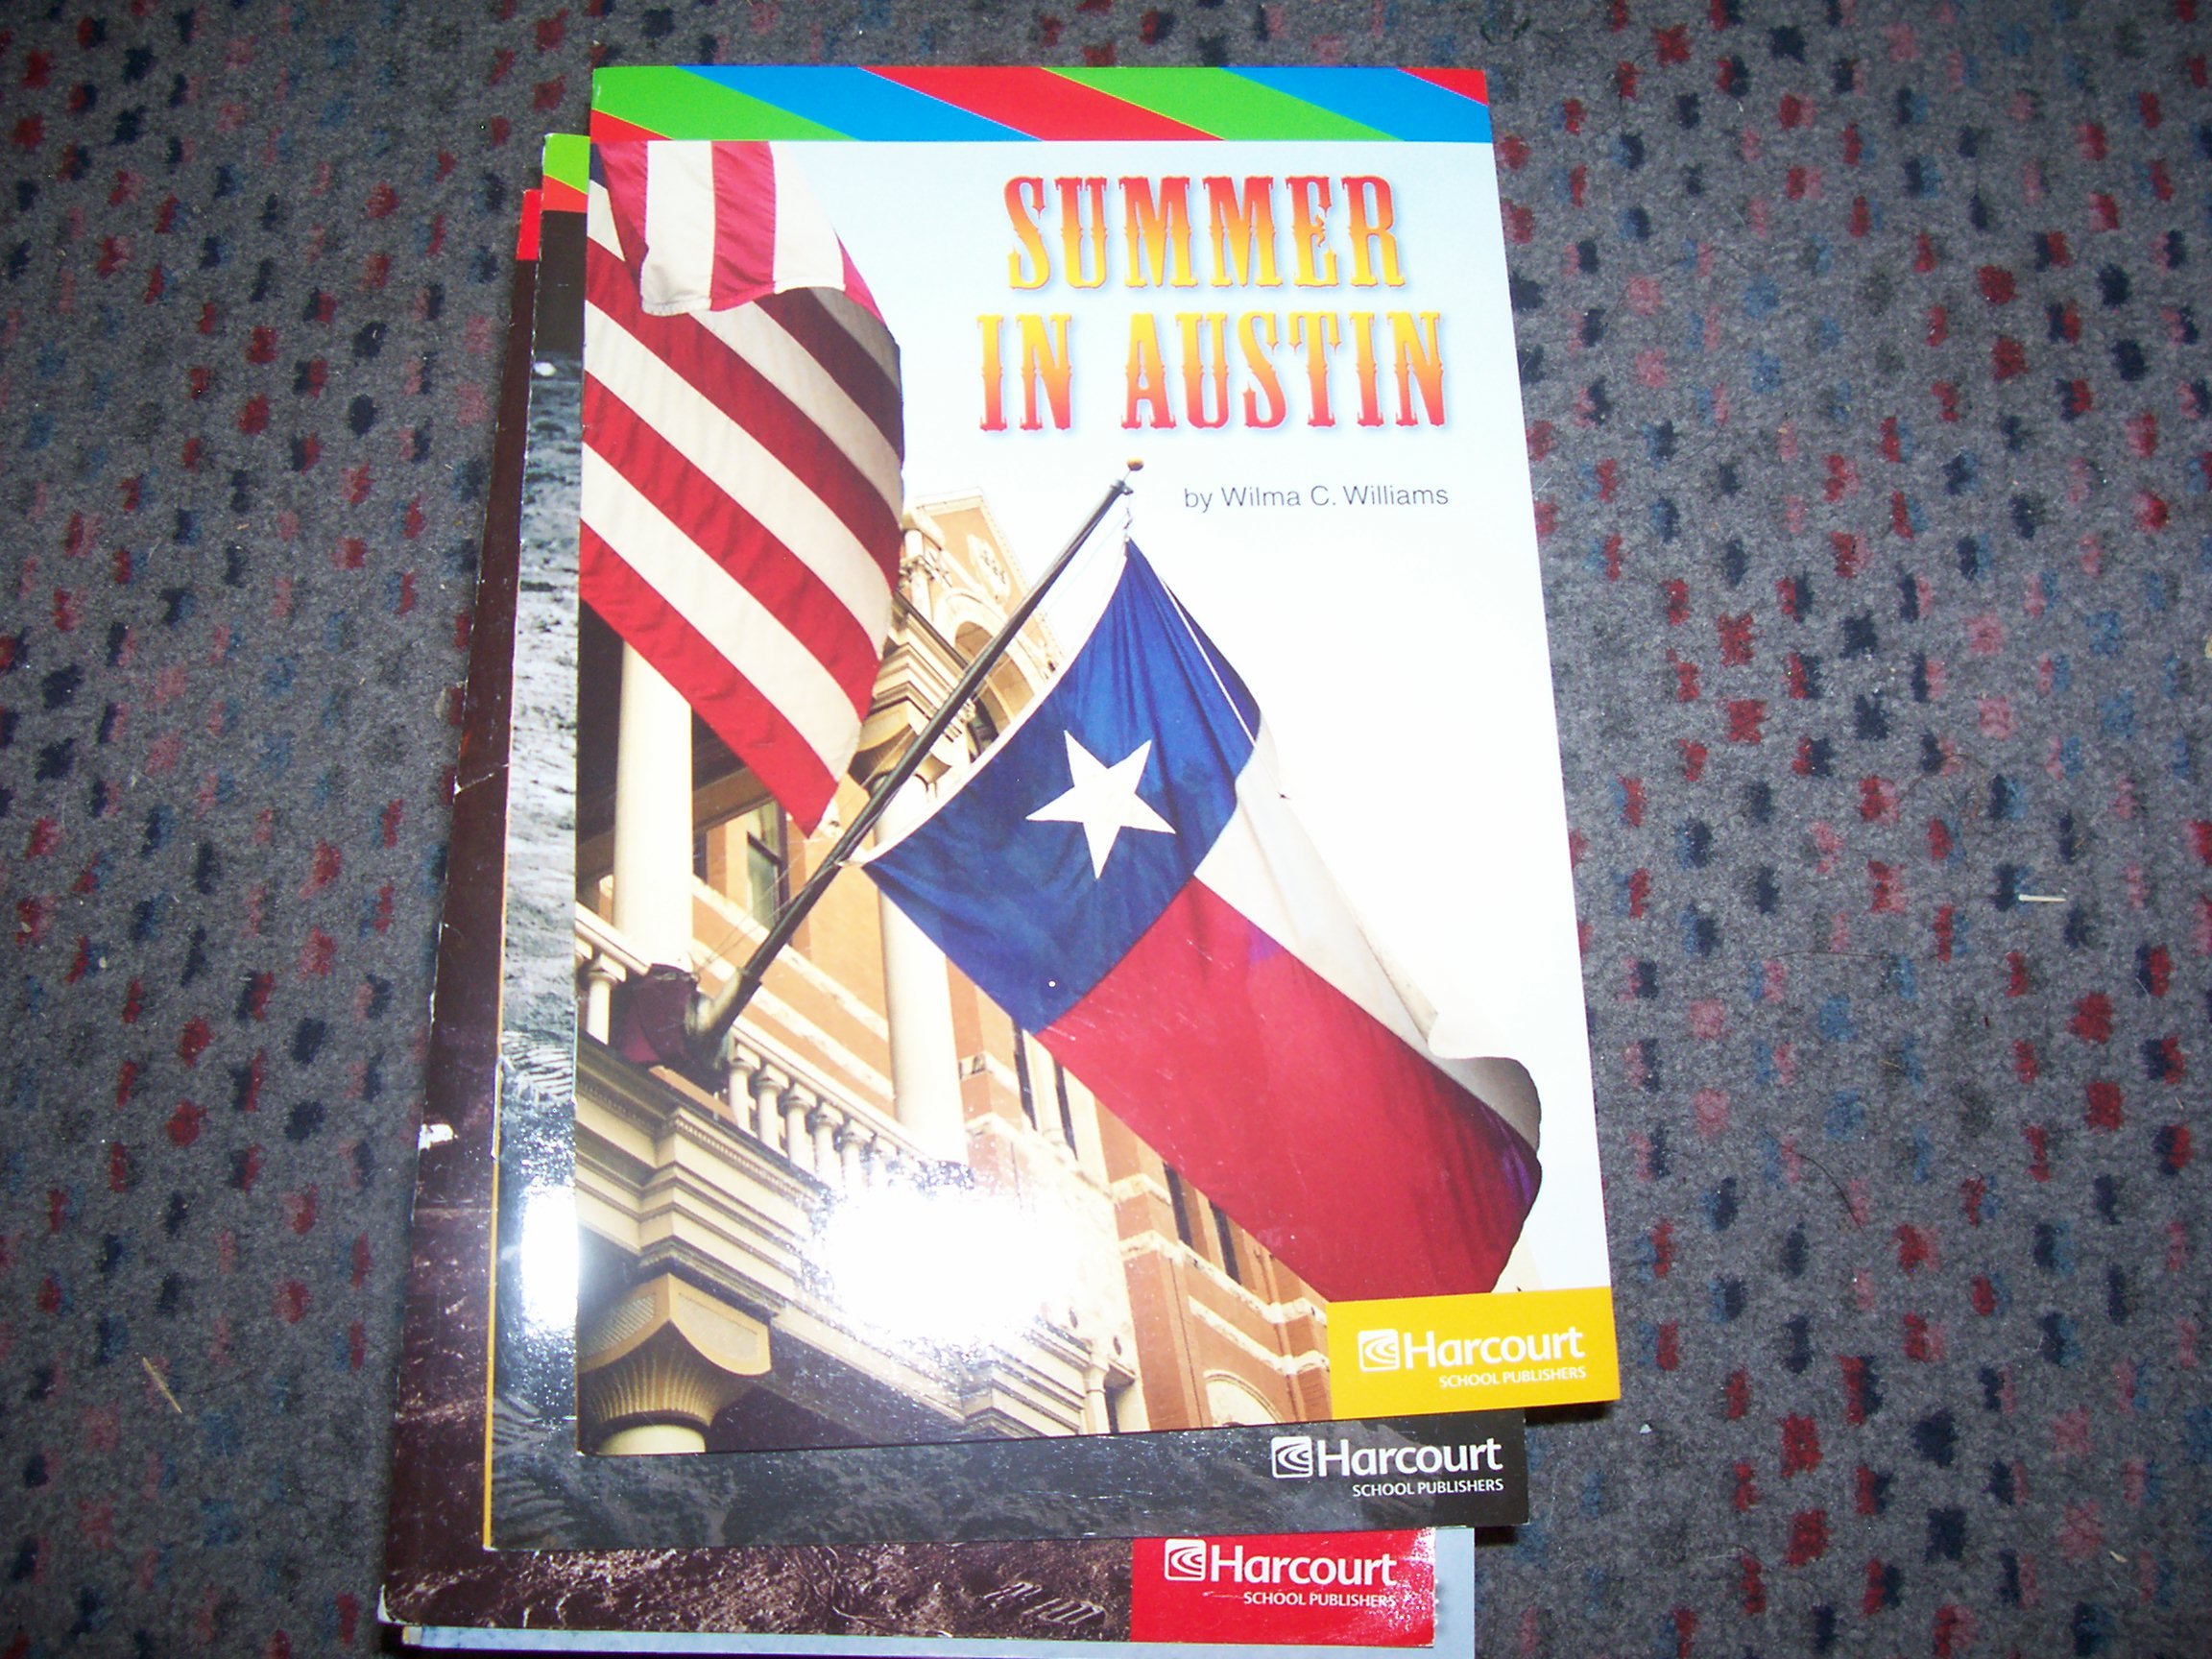 SUMMER
IN AUSTIN
by Wilma C. Williams
Harcourt
SCHOOL PUBLISHERS
Harcourt
SCHOOL PUBLISHERS
Harcourt
SCHOOL PUBLISHERS